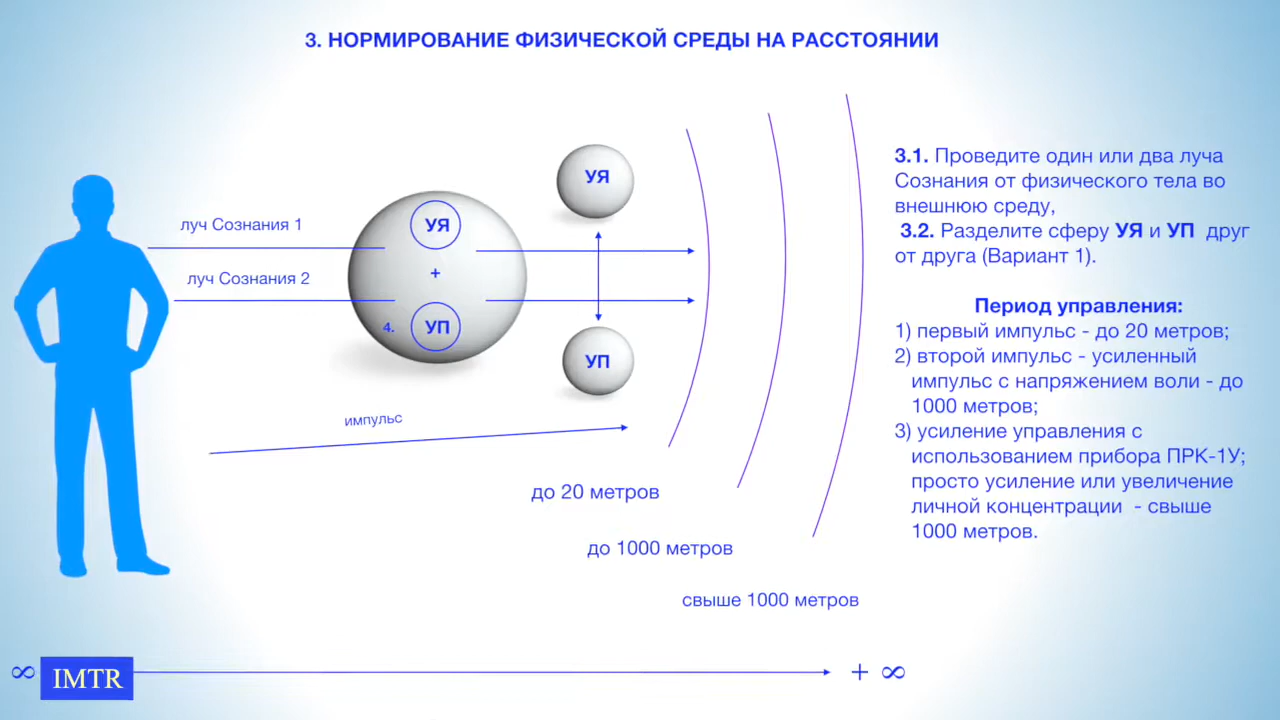 3. НОРМИРОВАНИЕ ФИЗИЧЕСКОЙ СРЕДЫ НА РАССТОЯНИИ
луч Сознания 1
луч Сознания 2
УЯ
+
4. УП
УЯ
УП
импульс
до 20 метров
до 1000 метров
свыше 1000 метров
3.1. Проведите один или два луча
Сознания от физического тела во
внешнюю среду,
3.2. Разделите сферу УЯ и УП друг
от друга (Вариант 1).
Период управления:
1) первый импульс - до 20 метров;
2) второй импульс - усиленный
импульс с напряжением воли - до
1000 метров;
3) усиление управления с
использованием прибора ПРК-1У;
просто усиление или увеличение
личной концентрации - свыше
1000 метров.
∞ IMTR + ∞